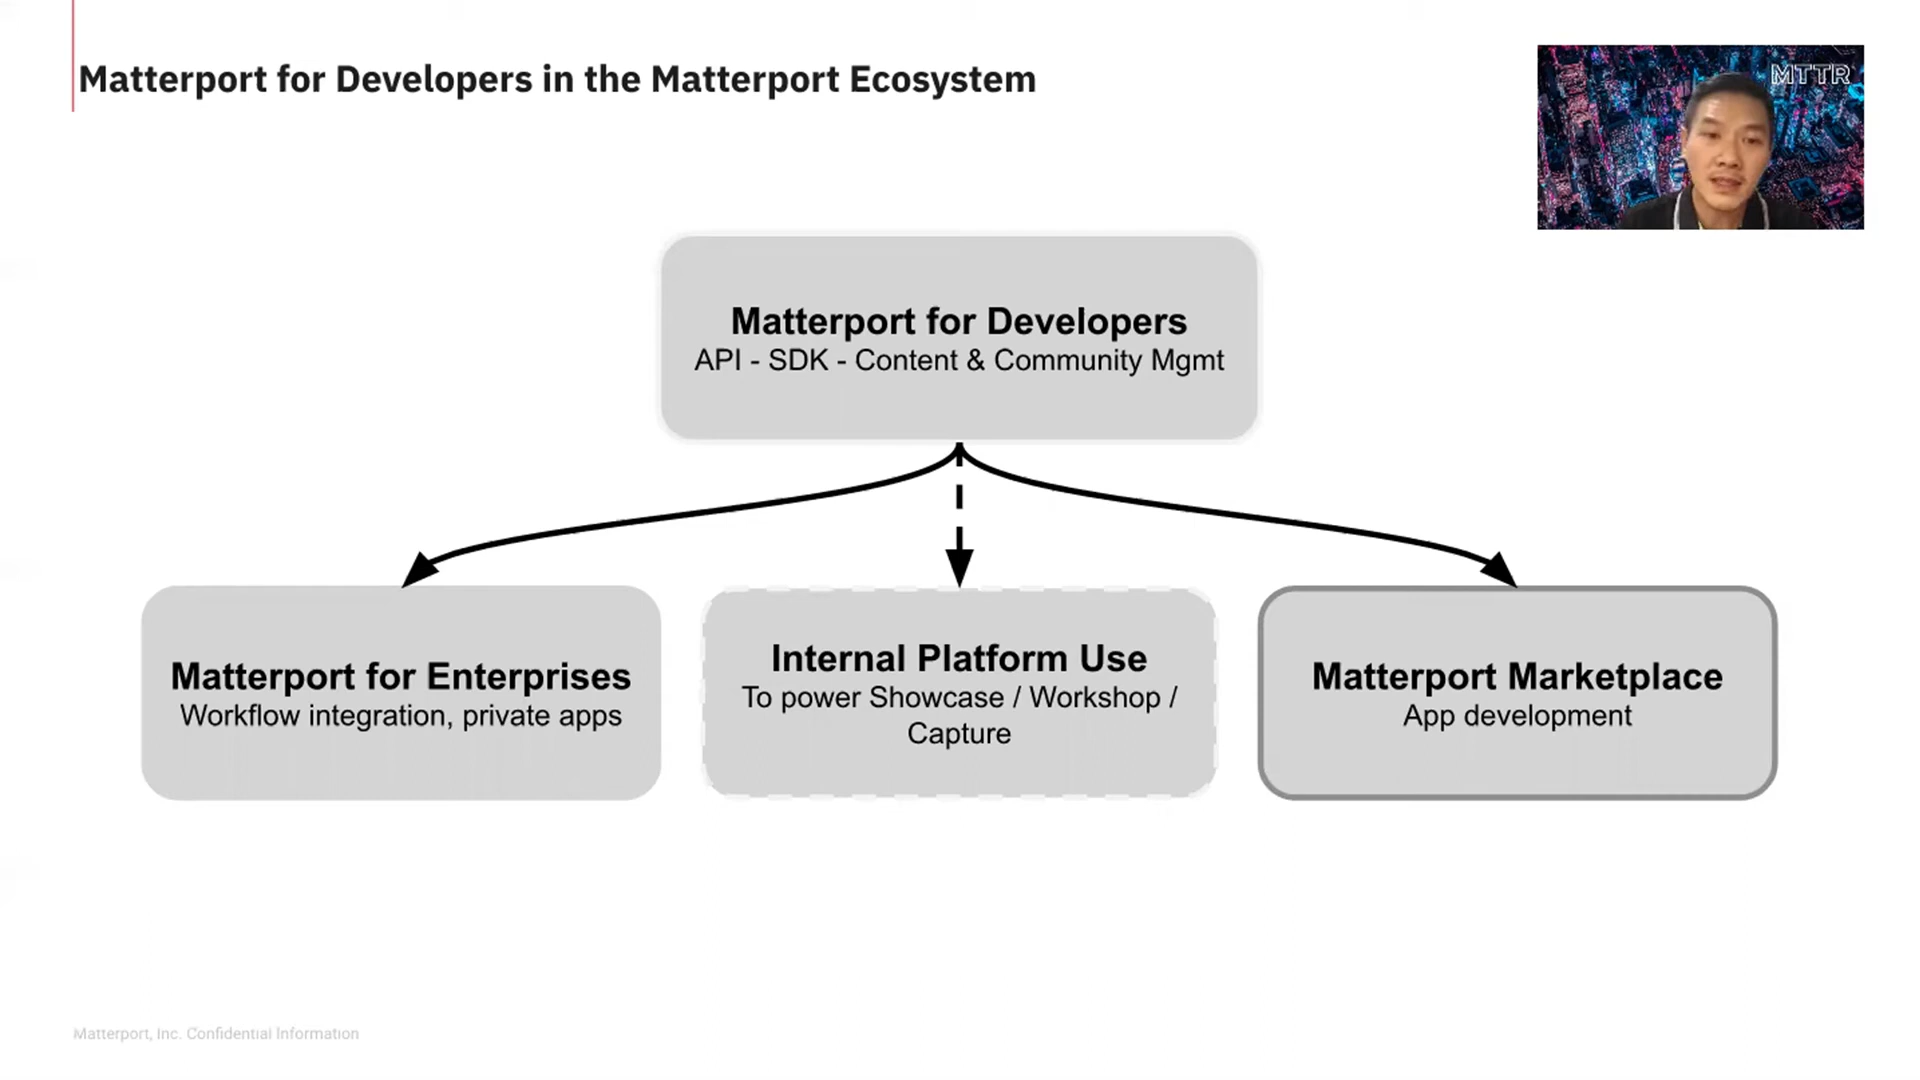 Matterport for Developers in the Matterport Ecosystem
MTTR
Matterport for Developers
API - SDK - Content & Community Mgmt
Matterport for Enterprises
Workflow integration, private apps
Internal Platform Use
To power Showcase / Workshop /
Capture
Matterport Marketplace
App development
Matterport, Inc. Confidential Information